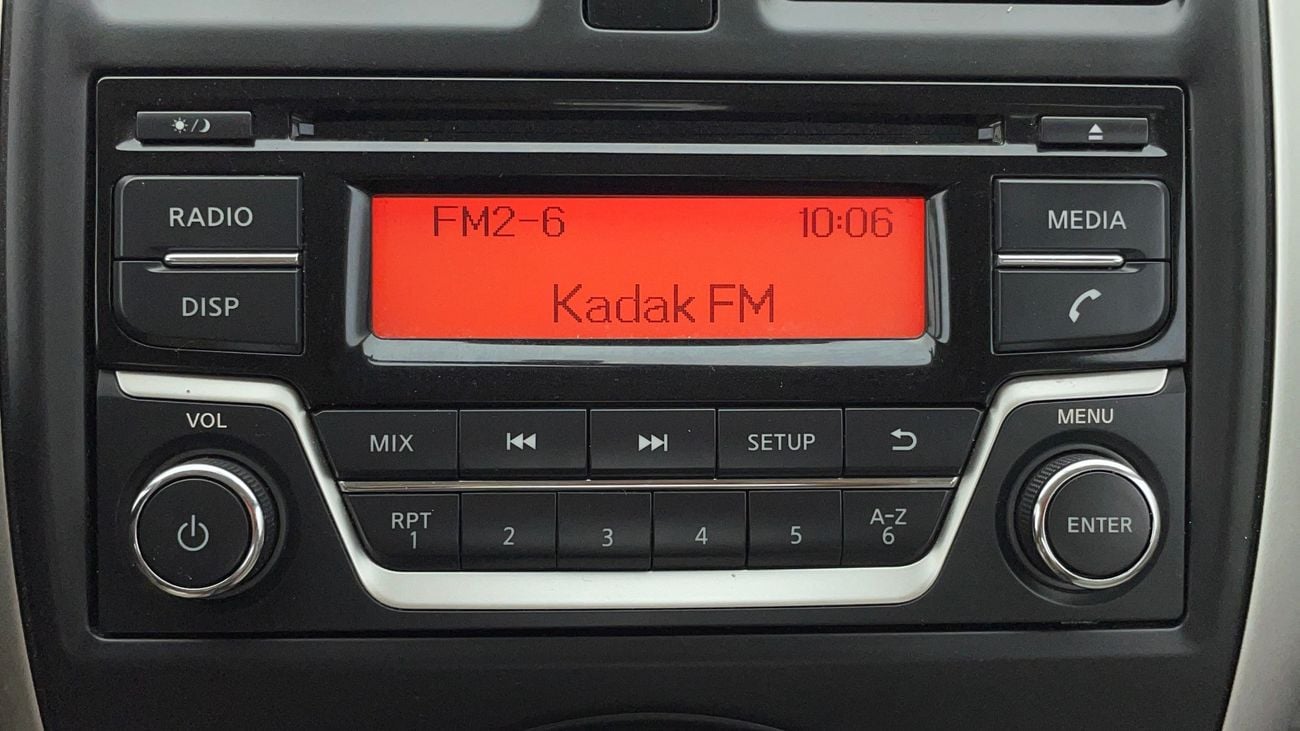 RADIO
DISP
FM2-6 10:06
Kadak FM
MEDIA
VOL
MENU
MIX SETUP
RPT 1 2 3 4 5 A-Z 6
ENTER